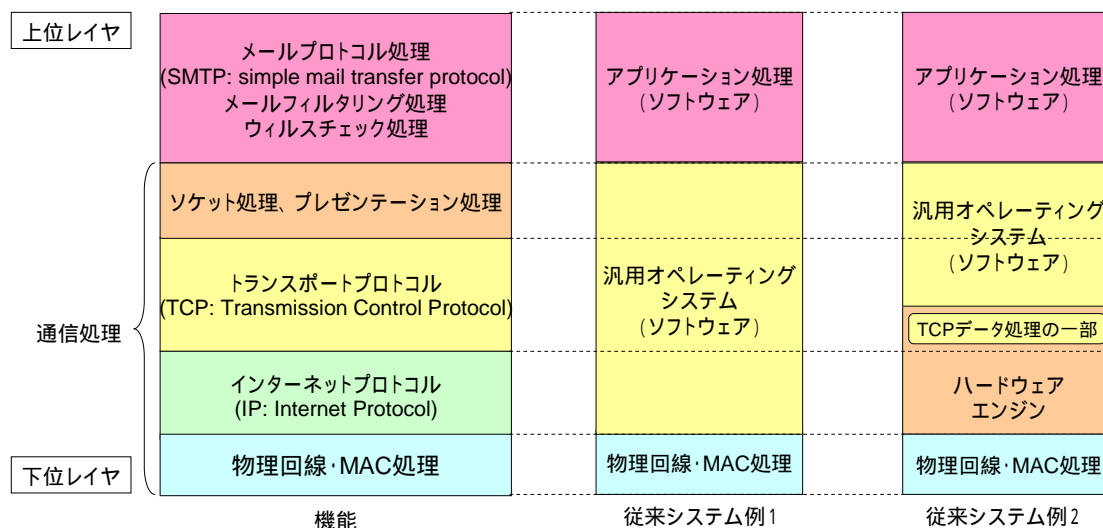 上位レイヤ
メールプロトコル処理
(SMTP: simple mail transfer protocol)
メールフィルタリング処理
ウィルスチェック処理
ソケット処理、プレゼンテーション処理
トランスポートプロトコル
(TCP: Transmission Control Protocol)
インターネットプロトコル
(IP: Internet Protocol)
物理回線・MAC処理
通信処理
下位レイヤ
機能
アプリケーション処理
(ソフトウェア)
汎用オペレーティング
システム
(ソフトウェア)
物理回線・MAC処理
従来システム例1
アプリケーション処理
(ソフトウェア)
汎用オペレーティング
システム
(ソフトウェア)
TCPデータ処理の一部
ハードウェア
エンジン
物理回線・MAC処理
従来システム例2